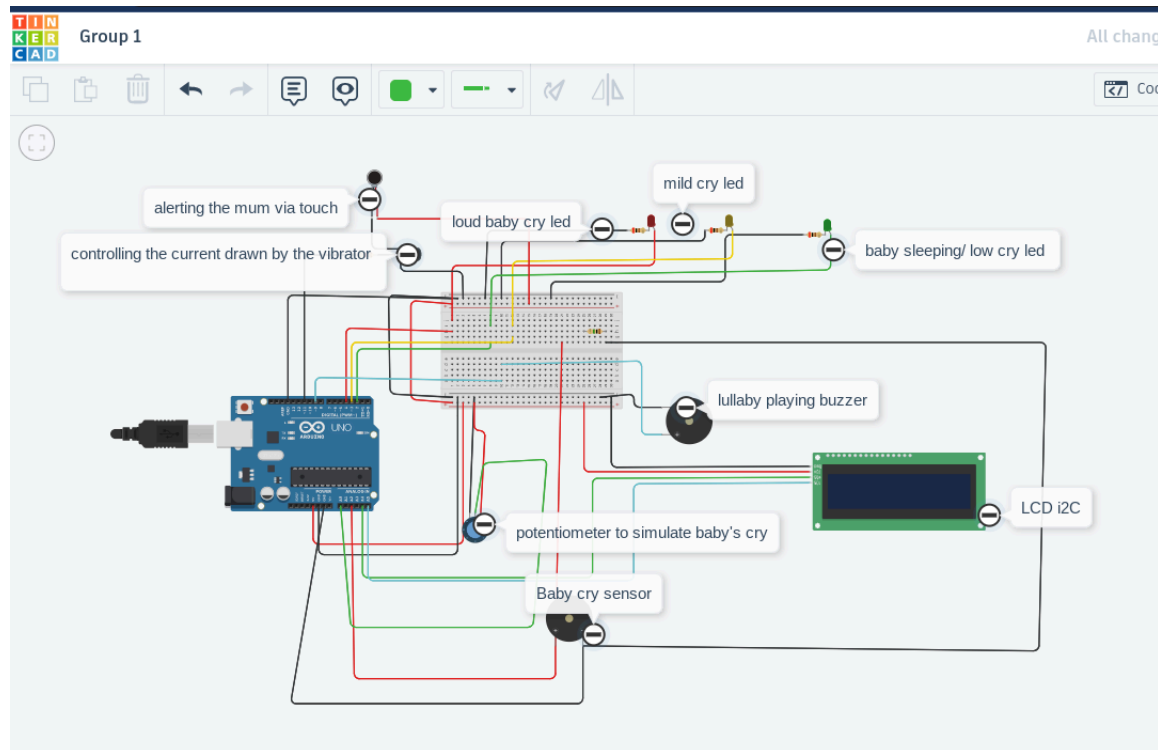 TIN
KER
CAD
Group 1
All chang
Coo
alerting the mum via touch
mild cry led
loud baby cry led
controlling the current drawn by the vibrator
baby sleeping/ low cry led
lullaby playing buzzer
UNO
ARDUINO
LCD i2C
potentiometer to simulate baby's cry
Baby cry sensor